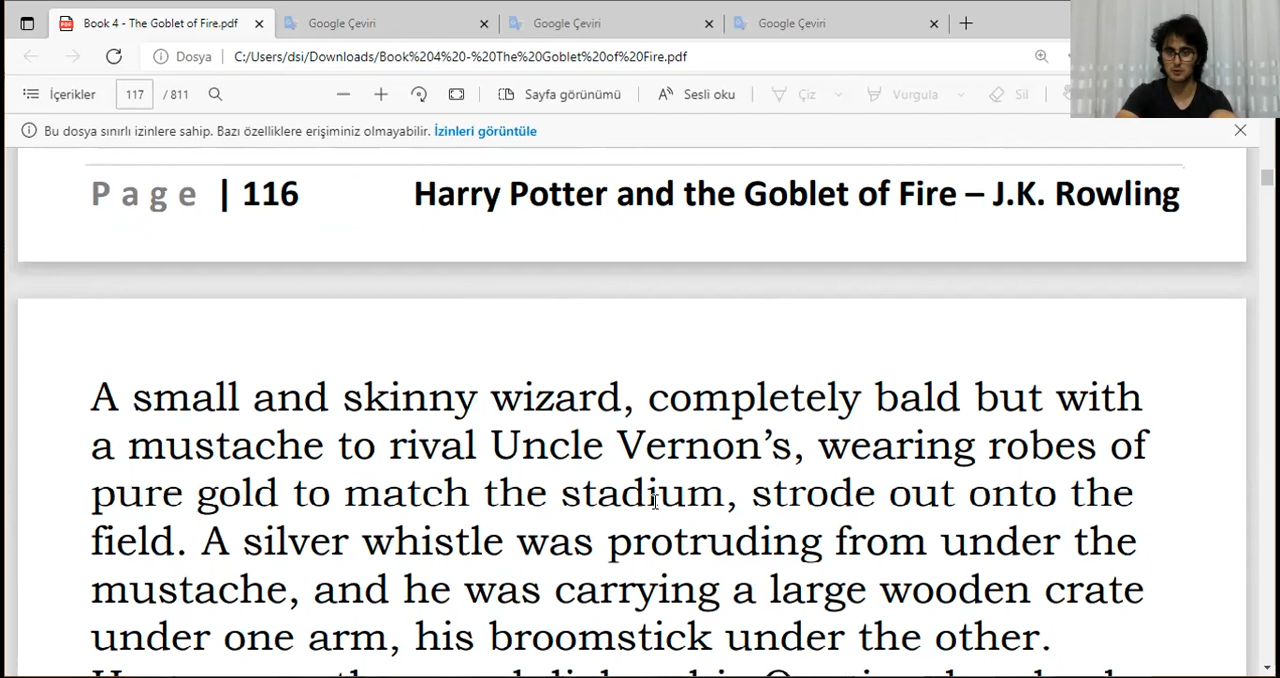 Book 4 - The Goblet of Fire.pdf
Google Çeviri
Google Çeviri
Google Çeviri
Dosya
C:/Users/dsi/Downloads/Book%204%20-%20The%20Goblet%20of%20Fire.pdf
İçerikler
117 / 811
Sayfa görünümü
Sesli oku
Çiz
Vurgula
Sil
Bu dosya sınırlı izinlere sahip. Bazı özelliklere erişiminiz olmayabilir. İzinleri görüntüle
Page | 116
Harry Potter and the Goblet of Fire – J.K. Rowling
A small and skinny wizard, completely bald but with
a mustache to rival Uncle Vernon’s, wearing robes of
pure gold to match the stadium, strode out onto the
field. A silver whistle was protruding from under the
mustache, and he was carrying a large wooden crate
under one arm, his broomstick under the other.